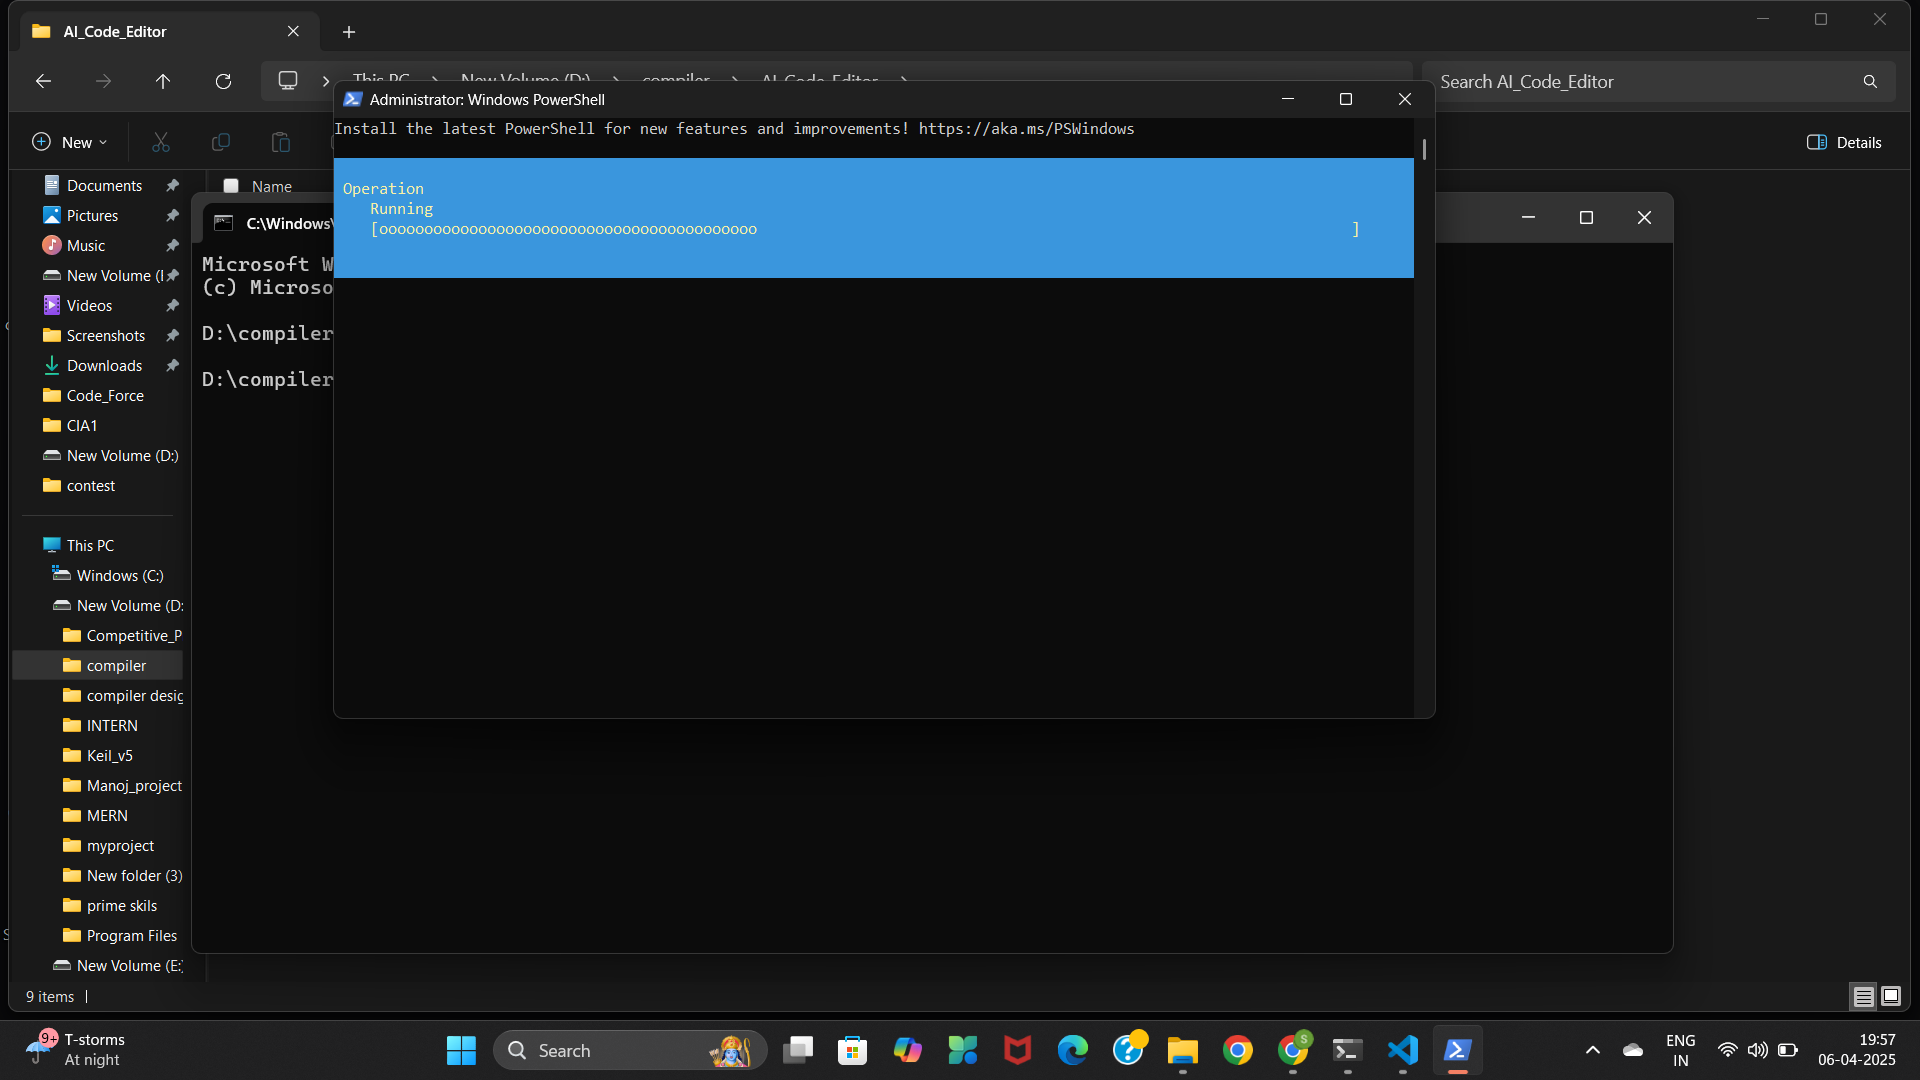 AI_Code_Editor
This PC
New Volume (D:)
compiler
AI_Code_Editor
Search AI_Code_Editor
Administrator: Windows PowerShell
Install the latest PowerShell for new features and improvements! https://aka.ms/PSWindows
New
Details
Operation
Running
[oooooooooooooooooooooooooooooooooooooooooo ]
Name
C:\Windows\
Microsoft W
(c) Microso
D:\compiler
D:\compiler
Documents
Pictures
Music
New Volume (I
Videos
Screenshots
Downloads
Code_Force
CIA1
New Volume (D:)
contest
This PC
Windows (C:)
New Volume (D:
Competitive_P
compiler
compiler desig
INTERN
Keil_v5
Manoj_project
MERN
myproject
New folder (3)
prime skils
Program Files
New Volume (E:)
9 items
9+
T-storms
At night
Search
S
ENG
IN
19:57
06-04-2025